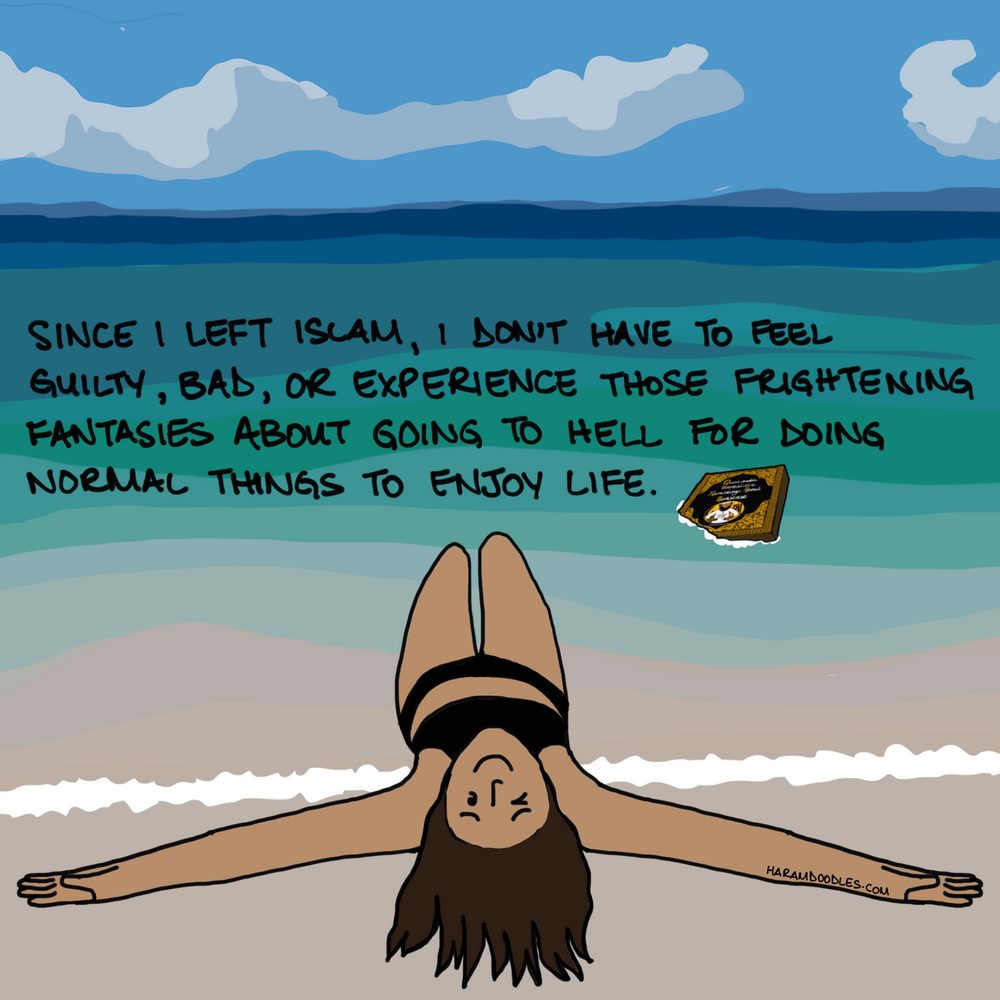 SINCE I LEFT ISLAM, I DON'T HAVE TO FEEL
GUILTY, BAD, OR EXPERIENCE THOSE FRIGHTENING
FANTASIES ABOUT GOING TO HELL FOR DOING
NORMAL THINGS TO ENJOY LIFE.
HARAMDOODLES.COM